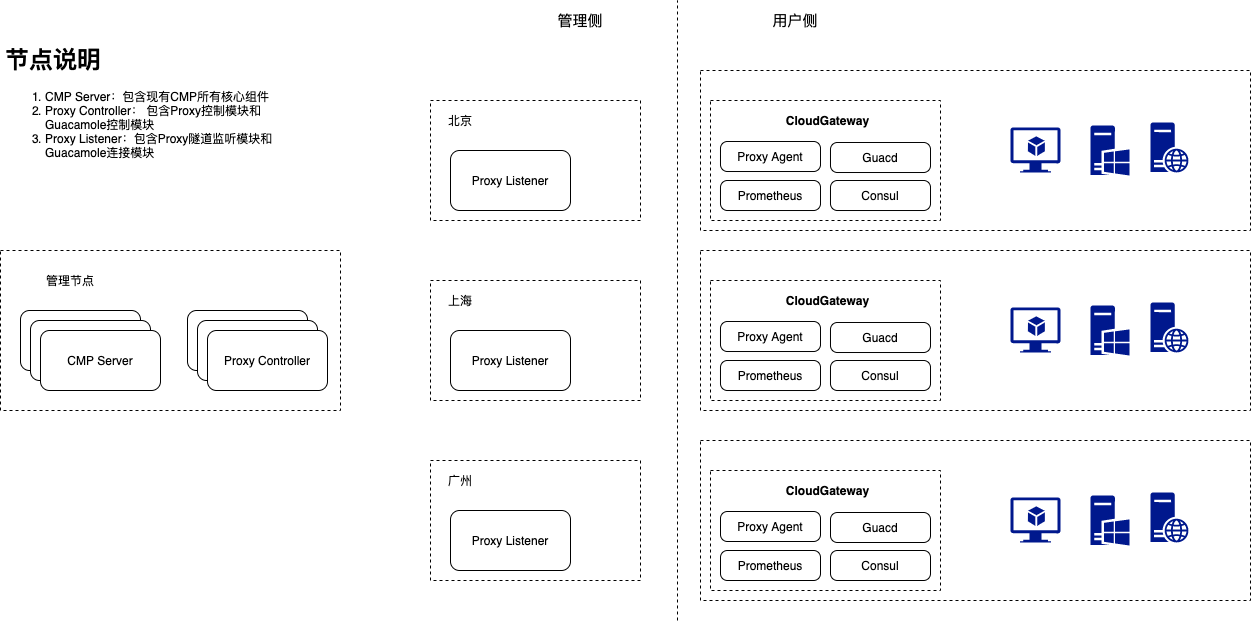 管理侧
用户侧
节点说明
1. CMP Server：包含现有CMP所有核心组件
2. Proxy Controller： 包含Proxy控制模块和
Guacamole控制模块
3. Proxy Listener：包含Proxy隧道监听模块和
Guacamole连接模块
管理节点
CMP Server
Proxy Controller
北京
Proxy Listener
上海
Proxy Listener
广州
Proxy Listener
CloudGateway
Proxy Agent
Guacd
Prometheus
Consul
CloudGateway
Proxy Agent
Guacd
Prometheus
Consul
CloudGateway
Proxy Agent
Guacd
Prometheus
Consul